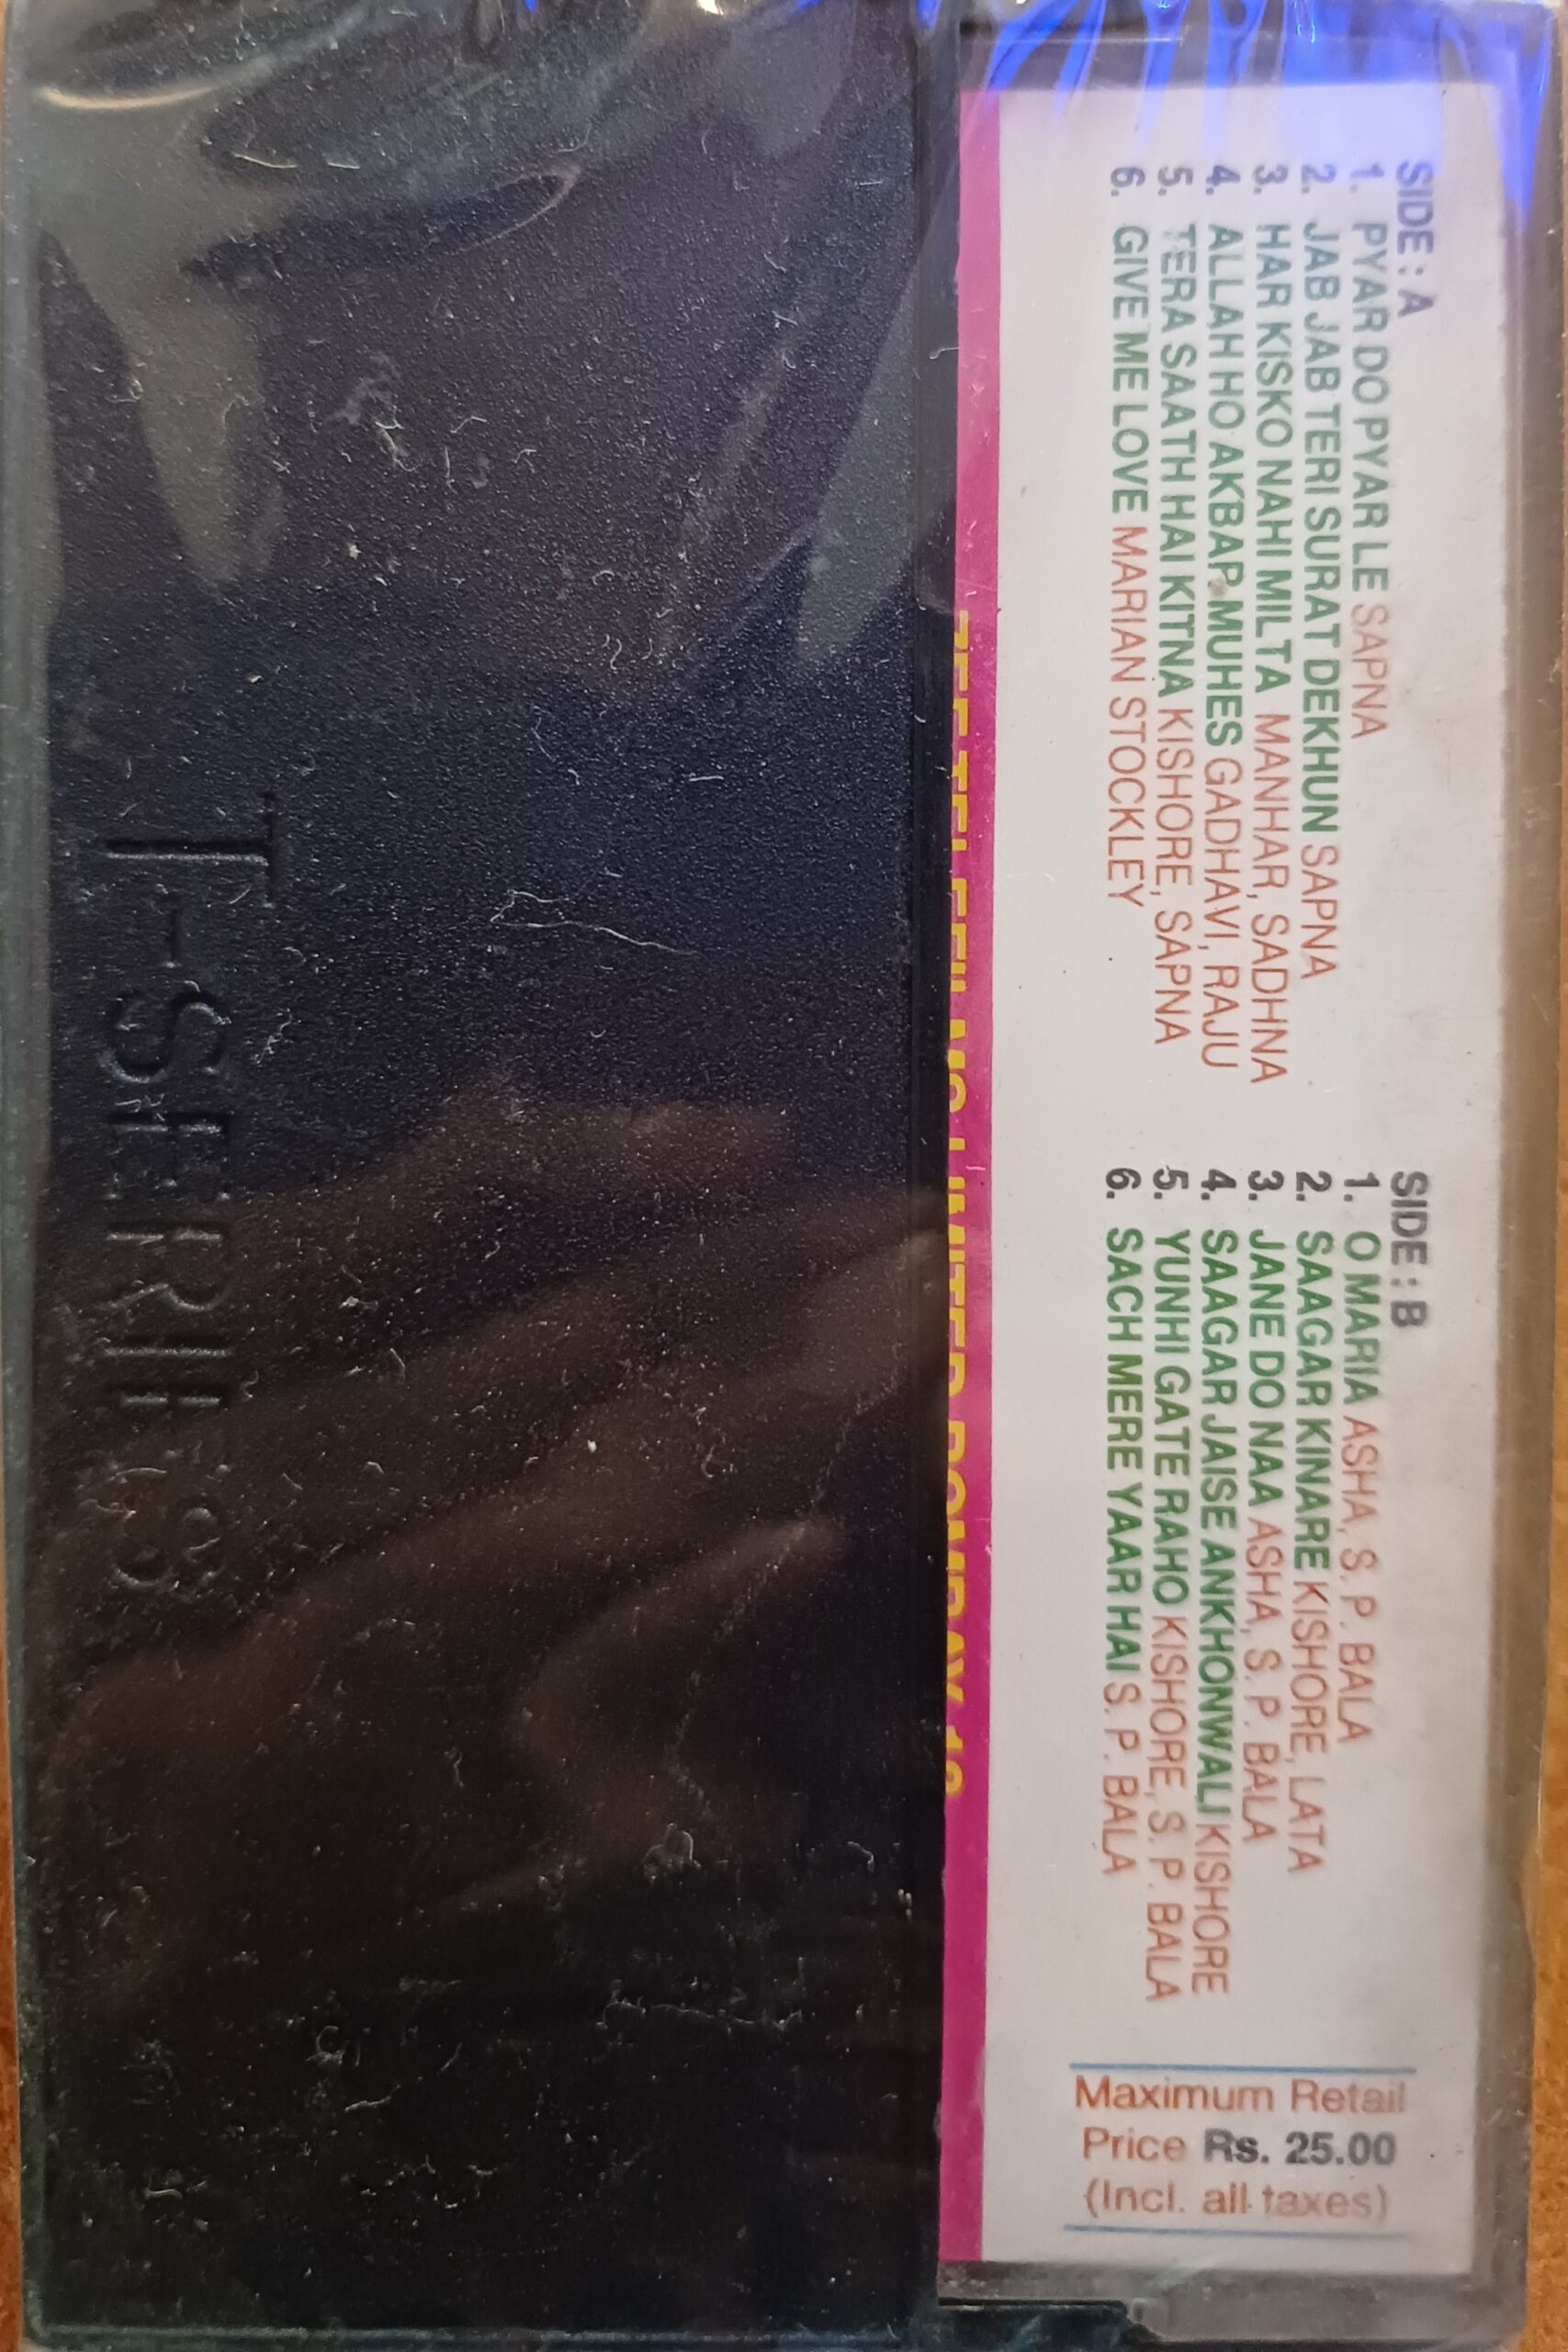 SIDE : A
1. PYAR DO PYAR LE SAPNA
2. JAB JAB TERI SURAT DEKHUN SAPNA
3. HAR KISKO NAHI MILTA MANHAR, SADHNA
4. ALLAH HO AKBAP. MUHES GADHAVI, RAJU
5. TERA SAATH HAI KITNA KISHORE, SAPNA
6. GIVE ME LOVE MARIAN STOCKLEY
SIDE : B
1. O MARIA ASHA, S. P. BALA
2. SAAGAR KINARE KISHORE, LATA
3. JANE DO NAA ASHA, S. P. BALA
4. SAAGAR JAISE ANKHONWALI KISHORE
5. YUNHI GATE RAHO KISHORE, S. P. BALA
6. SACH MERE YAAR HAI S. P. BALA
Maximum Retail
Price Rs. 25.00
(Incl. all taxes)
LIMITED BOMBAY
T-SERIES